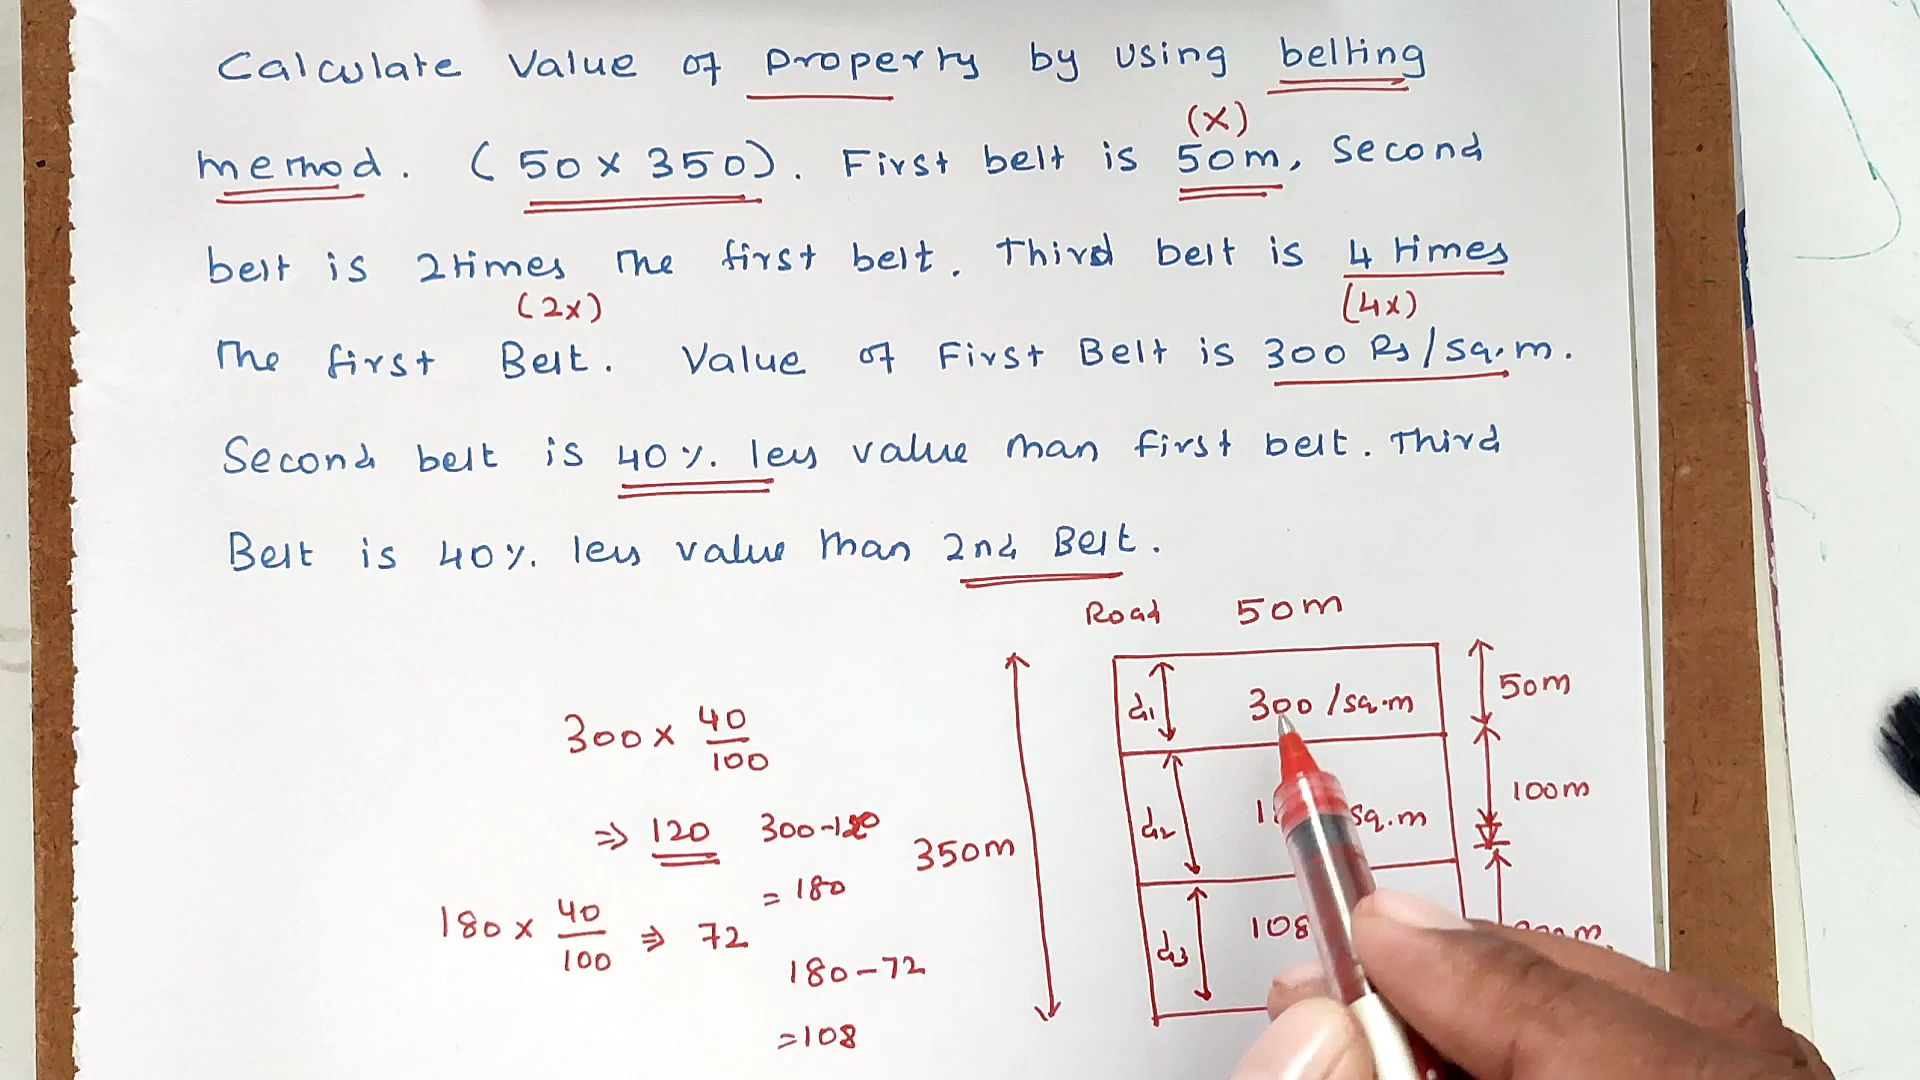 Calculate Value of Property by using belting
(x)
method. (50 x 350). First belt is 50m, Second
belt is 2times The first belt. Third belt is 4 times
(2x) (4x)
The first Belt. Value of First Belt is 300 Rs/sq.m.
Second belt is 40%. less value than first belt. Third
Belt is 40%. less value than 2nd Belt.
Road 50m
300 x 40/100
⇒ 120 300-120
= 180
180 x 40/100 ⇒ 72
180-72
=108
350m
d1 300/sq.m 50m
d2 sq.m 100m
d3 108